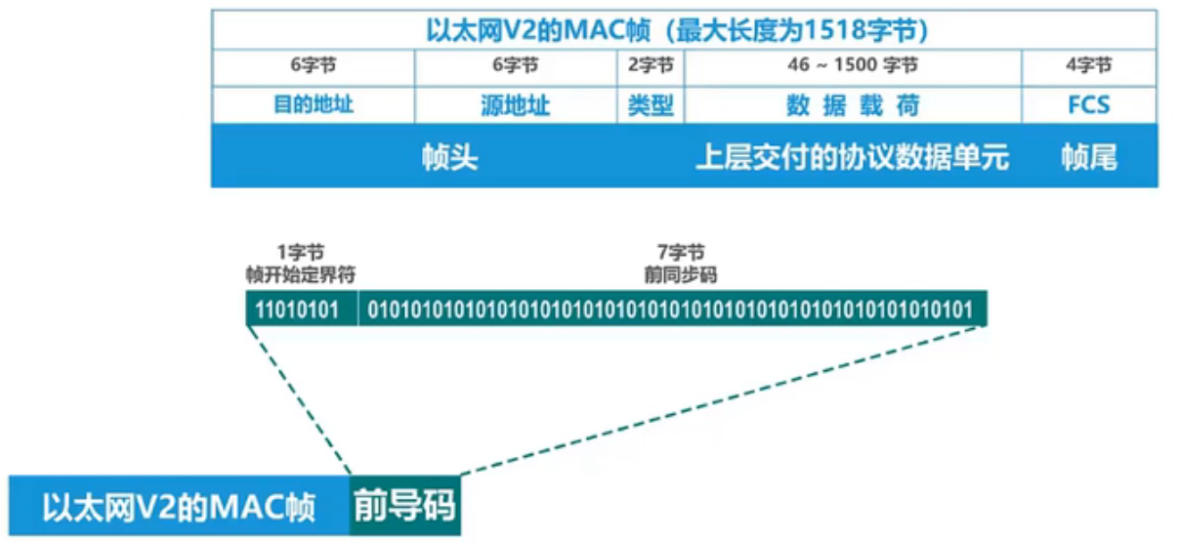 以太网V2的MAC帧（最大长度为1518字节）
6字节 6字节 2字节 46 ~ 1500 字节 4字节
目的地址 源地址 类型 数据载荷 FCS
帧头 上层交付的协议数据单元 帧尾
1字节 7字节
帧开始定界符 前同步码
11010101 01010101010101010101010101010101010101010101010101010101
以太网V2的MAC帧 前导码